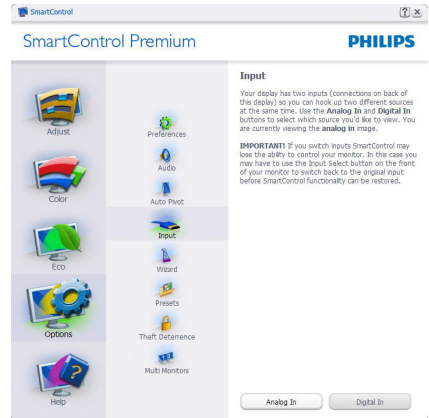 SmartControl
SmartControl Premium
PHILIPS
Adjust
Color
Eco
Options
Help
Preferences
Audio
Auto Pivot
Input
Wizard
Presets
Theft Deterrence
Multi Monitors
Input
Your display has two inputs (connections on back of
this display) so you can hook up two different sources
at the same time. Use the Analog In and Digital In
buttons to select which source you'd like to view. You
are currently viewing the analog in image.
IMPORTANT! If you switch inputs SmartControl may
lose the ability to control your monitor. In this case you
may have to use the Input Select button on the front
of your monitor to switch back to the original input
before SmartControl functionality can be restored.
Analog In
Digital In